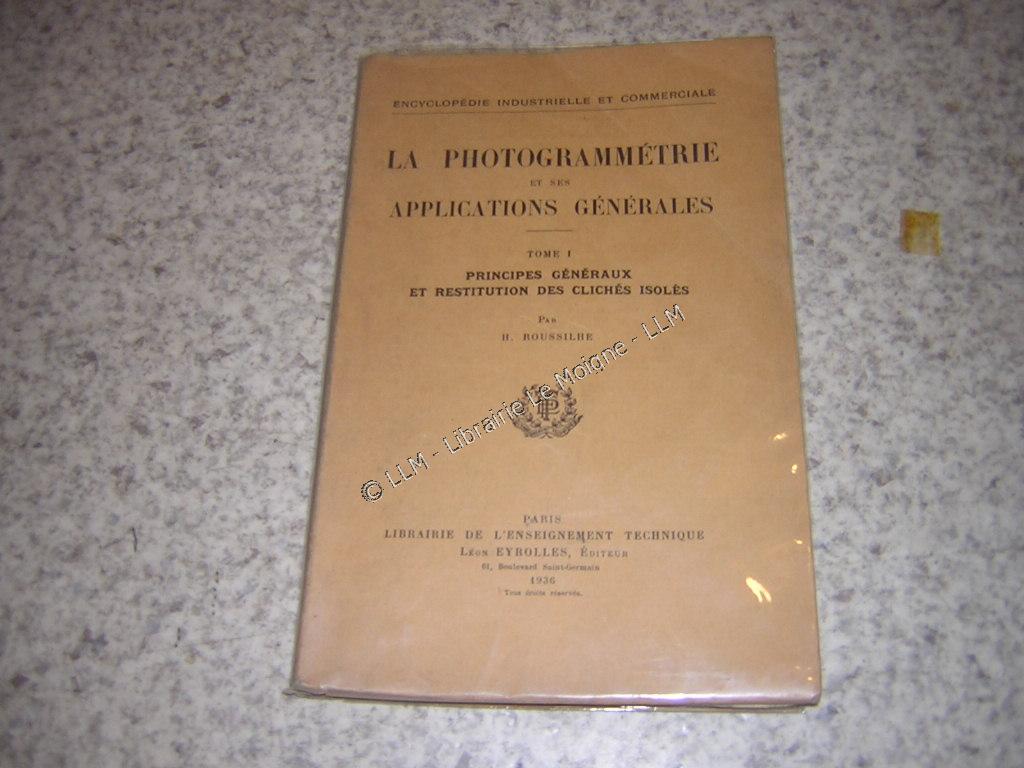 ENCYCLOPÉDIE INDUSTRIELLE ET COMMERCIALE
LA PHOTOGRAMMÉTRIE
ET SES
APPLICATIONS GÉNÉRALES
TOME I
PRINCIPES GÉNÉRAUX
ET RESTITUTION DES CLICHÉS ISOLÉS
PAR
H. ROUSSILHE
© LLM - Librairie Le Moigne - LLM
PARIS
LIBRAIRIE DE L'ENSEIGNEMENT TECHNIQUE
LÉON EYROLLES, ÉDITEUR
61, Boulevard Saint-Germain
1936
Tous droits réservés.